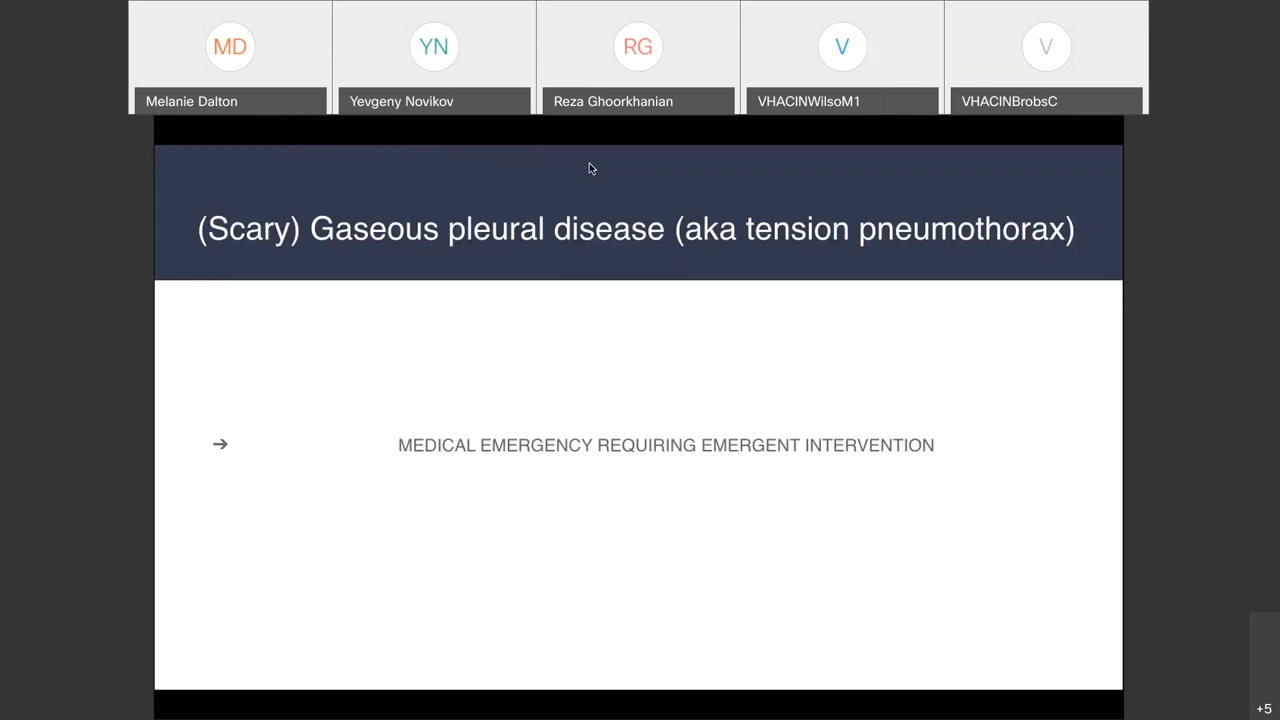 MD
YN
RG
V
V
Melanie Dalton
Yevgeny Novikov
Reza Ghoorkhanian
VHACINWilsoM1
VHACINBrobsC
(Scary) Gaseous pleural disease (aka tension pneumothorax)
➔ MEDICAL EMERGENCY REQUIRING EMERGENT INTERVENTION
+5